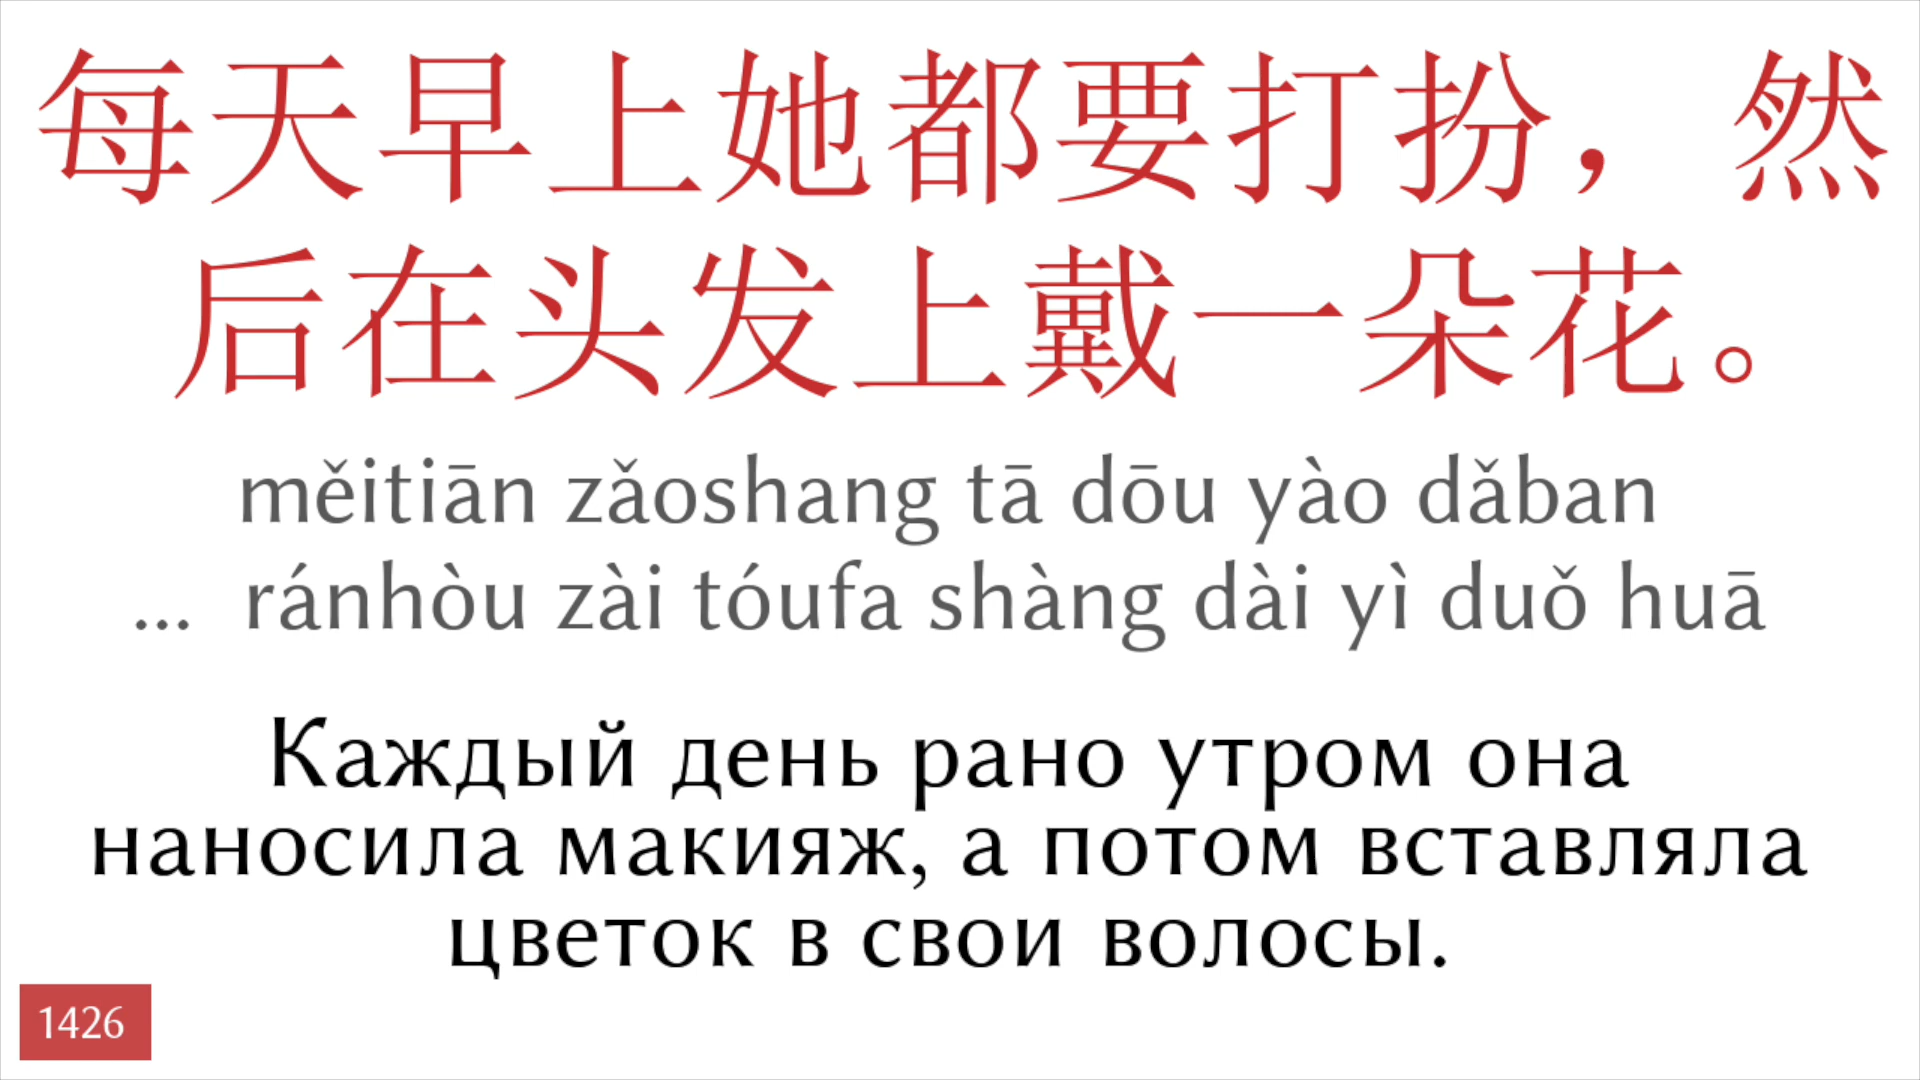 每天早上她都要打扮，然
后在头发上戴一朵花。
měitiān zǎoshang tā dōu yào dǎban
... ránhòu zài tóufa shàng dài yì duǒ huā
Каждый день рано утром она
наносила макияж, а потом вставляла
цветок в свои волосы.
1426